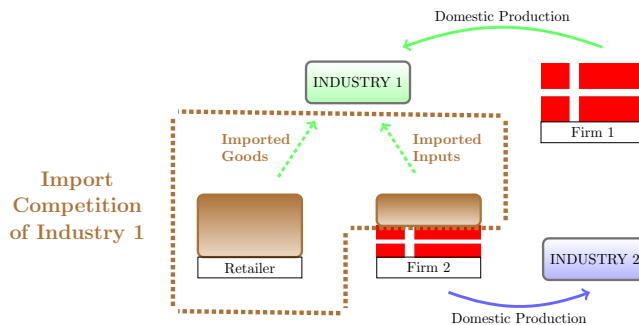 Domestic Production
INDUSTRY 1
Firm 1
Imported
Goods
Imported
Inputs
Import
Competition
of Industry 1
Retailer
Firm 2
INDUSTRY 2
Domestic Production